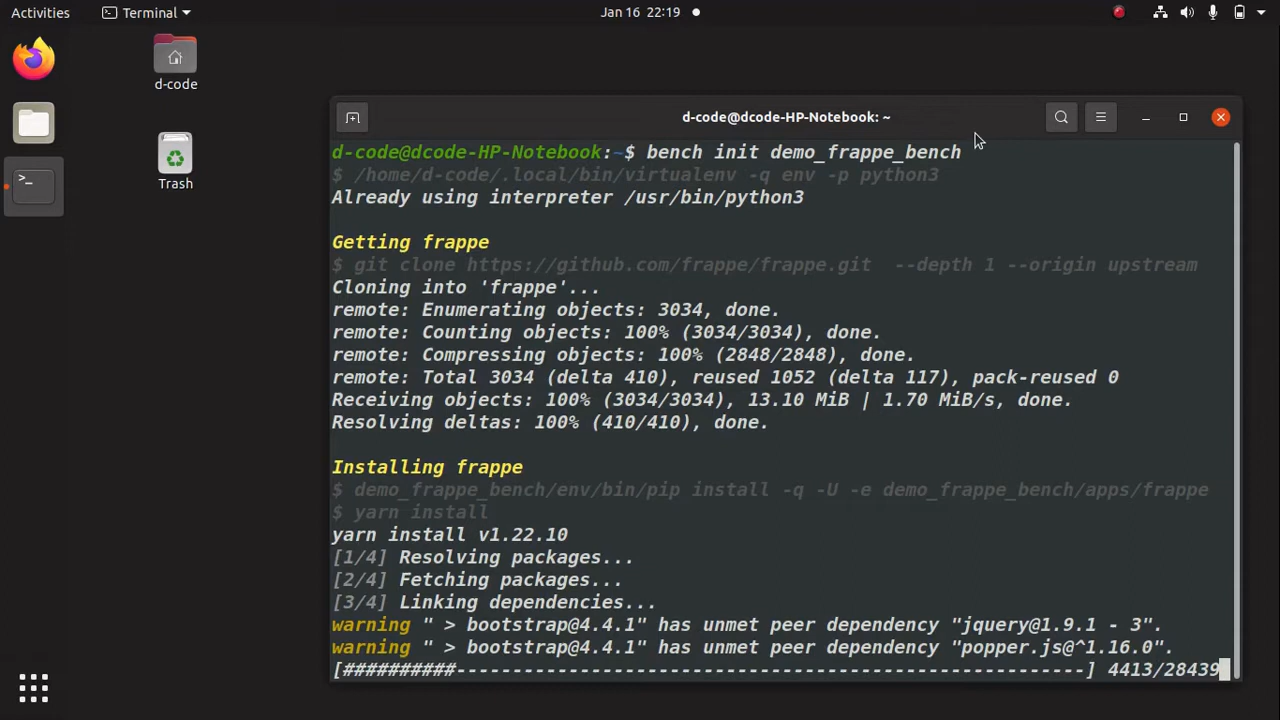 Activities
Terminal
Jan 16 22:19
d-code
Trash
d-code@dcode-HP-Notebook: ~
d-code@dcode-HP-Notebook:~$ bench init demo_frappe_bench
$ /home/d-code/.local/bin/virtualenv -q env -p python3
Already using interpreter /usr/bin/python3
Getting frappe
$ git clone https://github.com/frappe/frappe.git  --depth 1 --origin upstream
Cloning into 'frappe'...
remote: Enumerating objects: 3034, done.
remote: Counting objects: 100% (3034/3034), done.
remote: Compressing objects: 100% (2848/2848), done.
remote: Total 3034 (delta 410), reused 1052 (delta 117), pack-reused 0
Receiving objects: 100% (3034/3034), 13.10 MiB | 1.70 MiB/s, done.
Resolving deltas: 100% (410/410), done.
Installing frappe
$ demo_frappe_bench/env/bin/pip install -q -U -e demo_frappe_bench/apps/frappe
$ yarn install
yarn install v1.22.10
[1/4] Resolving packages...
[2/4] Fetching packages...
[3/4] Linking dependencies...
warning " > bootstrap@4.4.1" has unmet peer dependency "jquery@1.9.1 - 3".
warning " > bootstrap@4.4.1" has unmet peer dependency "popper.js@^1.16.0".
[##########--------------------------------------------------------] 4413/28439